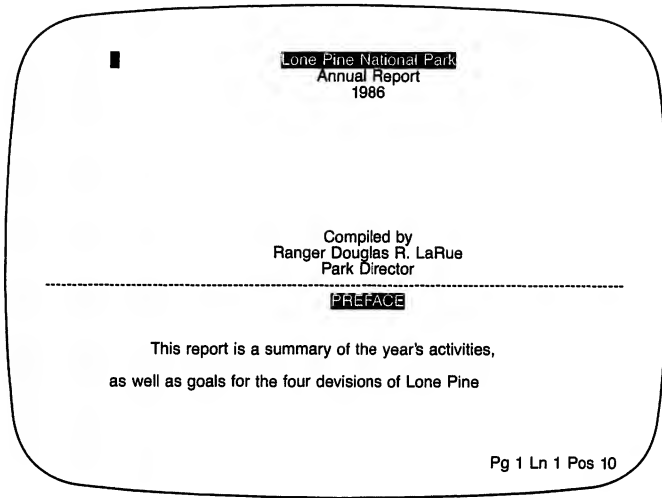 Lone Pine National Park
Annual Report
1986
Compiled by
Ranger Douglas R. LaRue
Park Director
PREFACE
This report is a summary of the year's activities,
as well as goals for the four devisions of Lone Pine
Pg 1 Ln 1 Pos 10